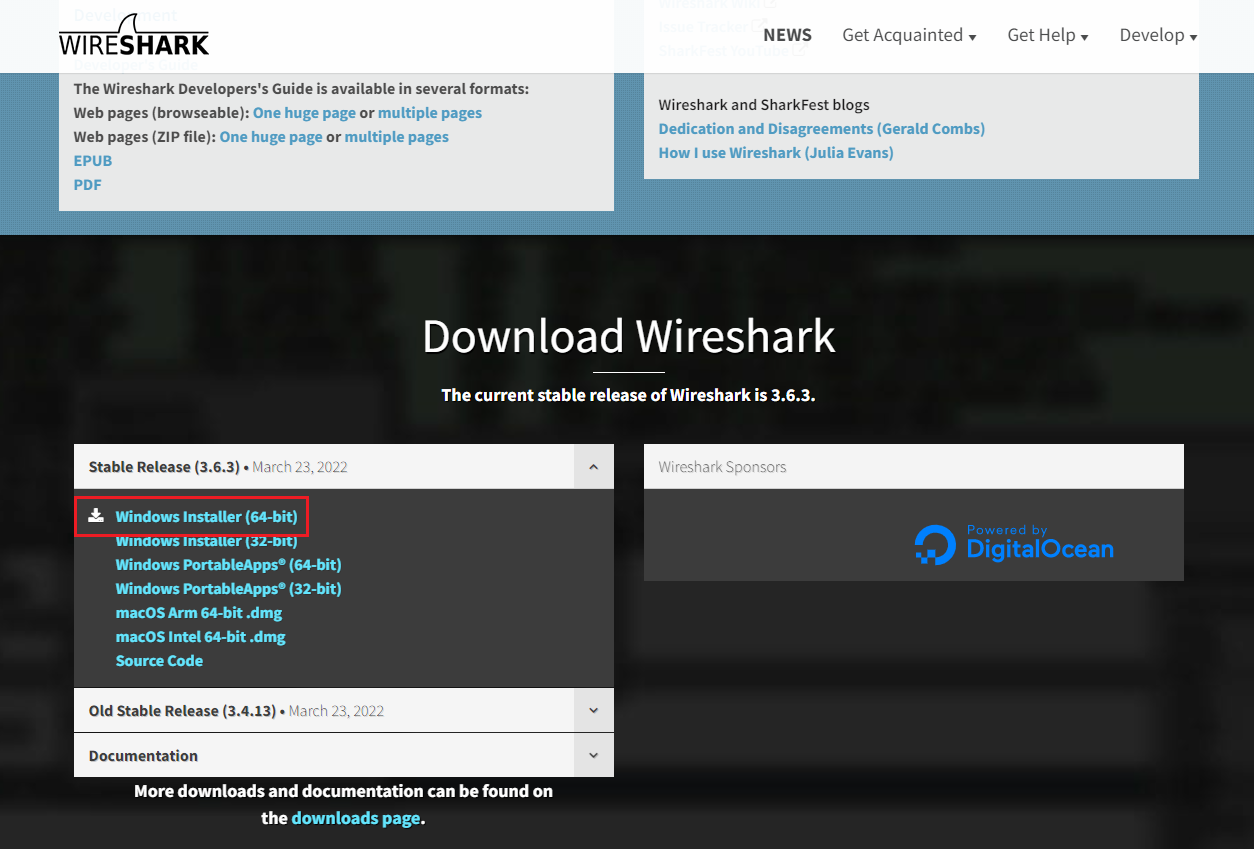 Development
WIRESHARK
NEWS
Get Acquainted
Get Help
Develop
Wireshark Wiki
Issue Tracker
SharkFest YouTube
Developer's Guide
The Wireshark Developers's Guide is available in several formats:
Web pages (browseable): One huge page or multiple pages
Web pages (ZIP file): One huge page or multiple pages
EPUB
PDF
Wireshark and SharkFest blogs
Dedication and Disagreements (Gerald Combs)
How I use Wireshark (Julia Evans)
Download Wireshark
The current stable release of Wireshark is 3.6.3.
Stable Release (3.6.3) • March 23, 2022
Windows Installer (64-bit)
Windows Installer (32-bit)
Windows PortableApps® (64-bit)
Windows PortableApps® (32-bit)
macOS Arm 64-bit .dmg
macOS Intel 64-bit .dmg
Source Code
Old Stable Release (3.4.13) • March 23, 2022
Documentation
More downloads and documentation can be found on
the downloads page.
Wireshark Sponsors
Powered by
DigitalOcean